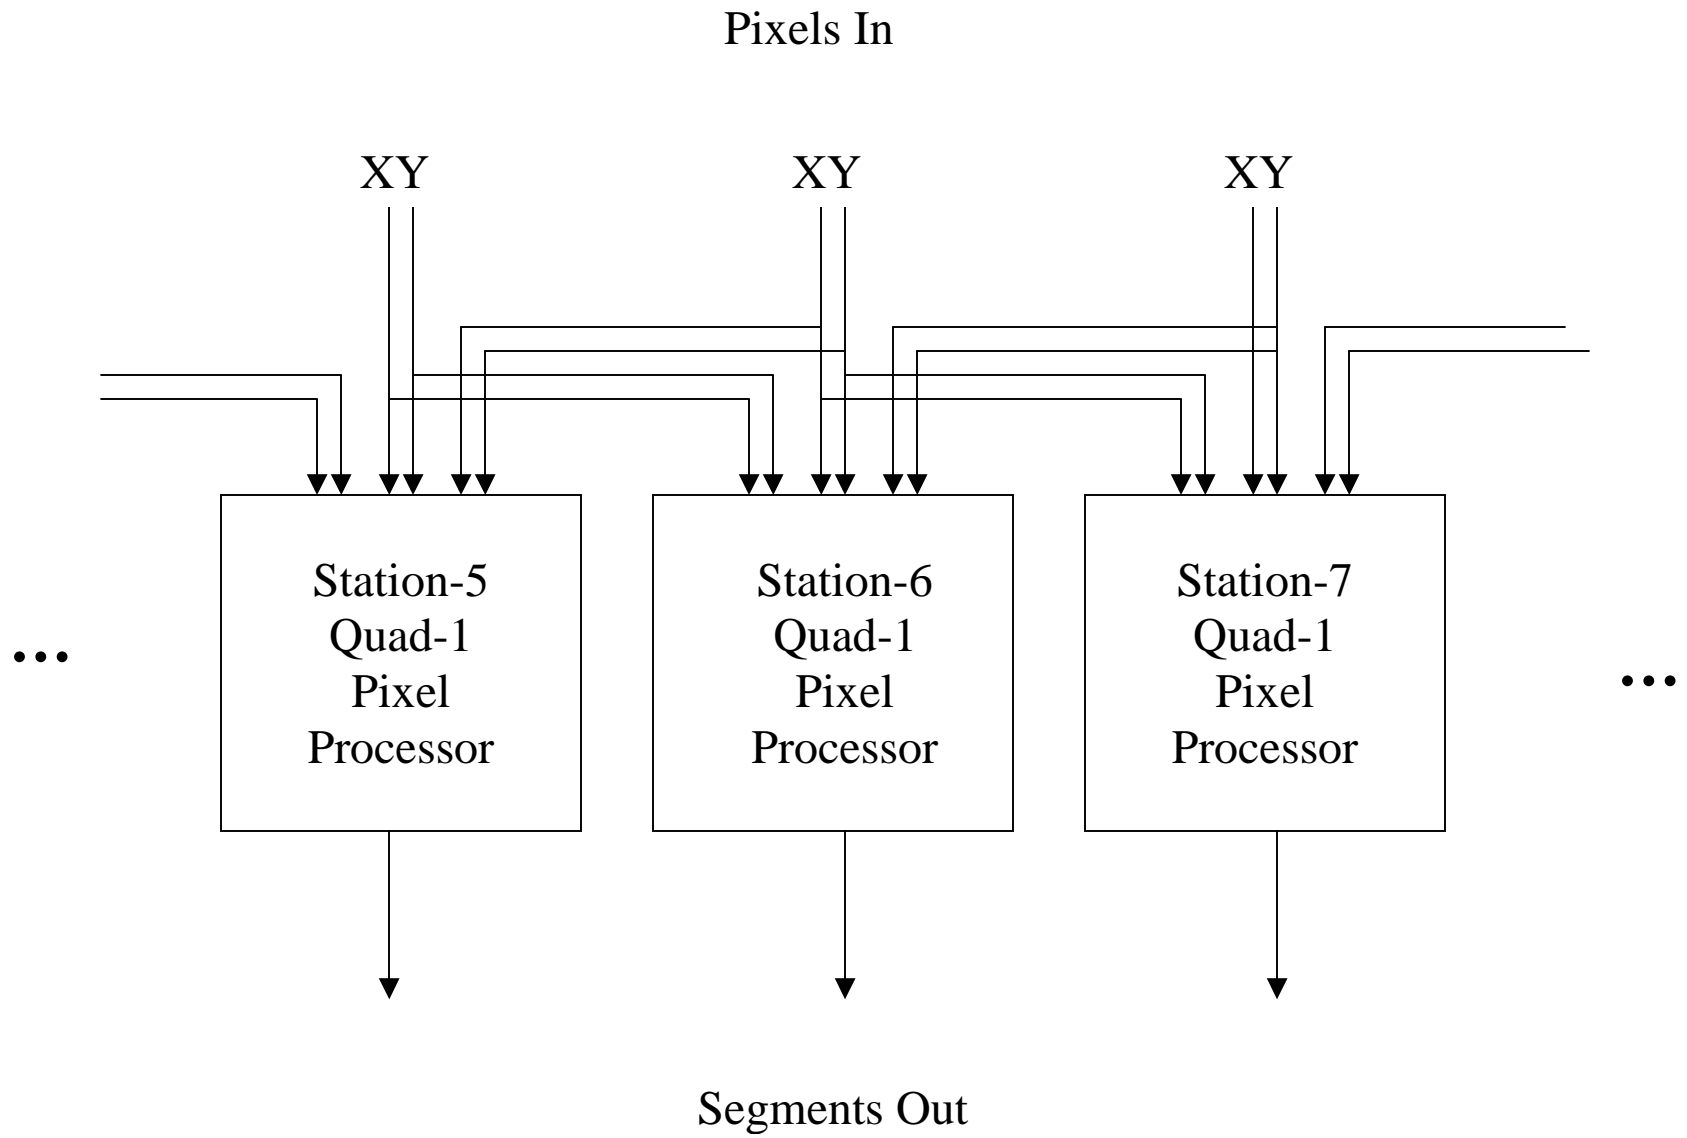 Pixels In
XY XY XY
Station-5
Quad-1
Pixel
Processor
Station-6
Quad-1
Pixel
Processor
Station-7
Quad-1
Pixel
Processor
...
...
Segments Out